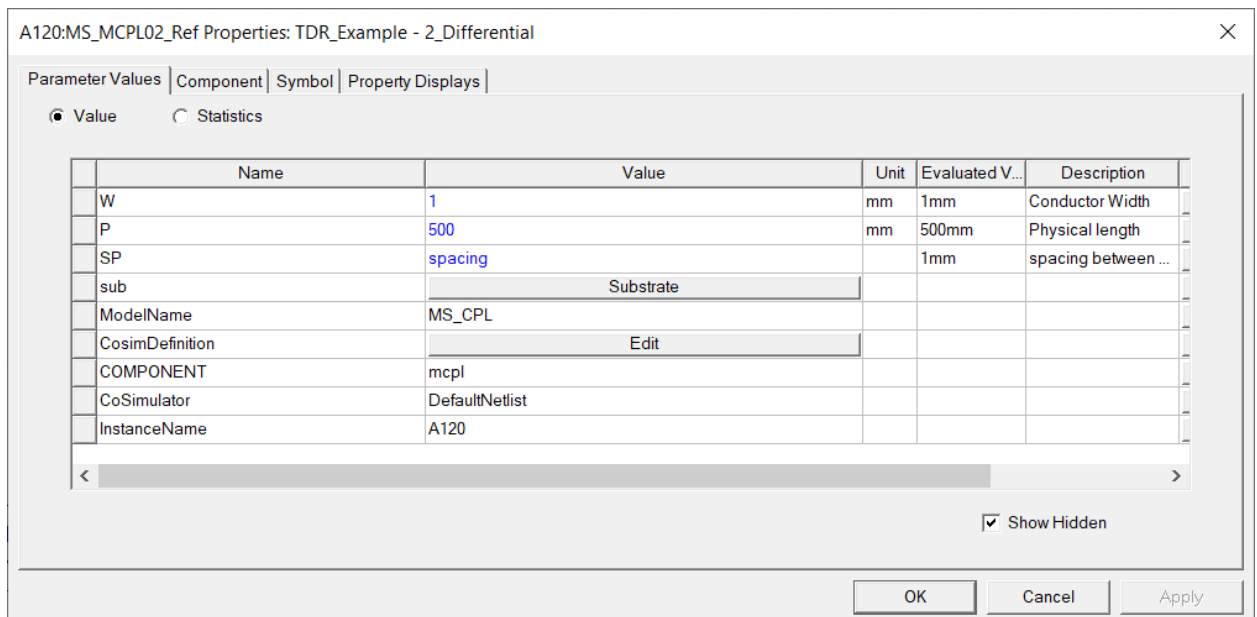 A120:MS_MCPL02_Ref Properties: TDR_Example - 2_Differential
Parameter Values Component Symbol Property Displays
Value Statistics
Name Value Unit Evaluated V... Description
W 1 mm 1mm Conductor Width
P 500 mm 500mm Physical length
SP spacing 1mm spacing between ...
sub Substrate
ModelName MS_CPL
CosimDefinition Edit
COMPONENT mcpl
CoSimulator DefaultNetlist
InstanceName A120
Show Hidden
OK Cancel Apply